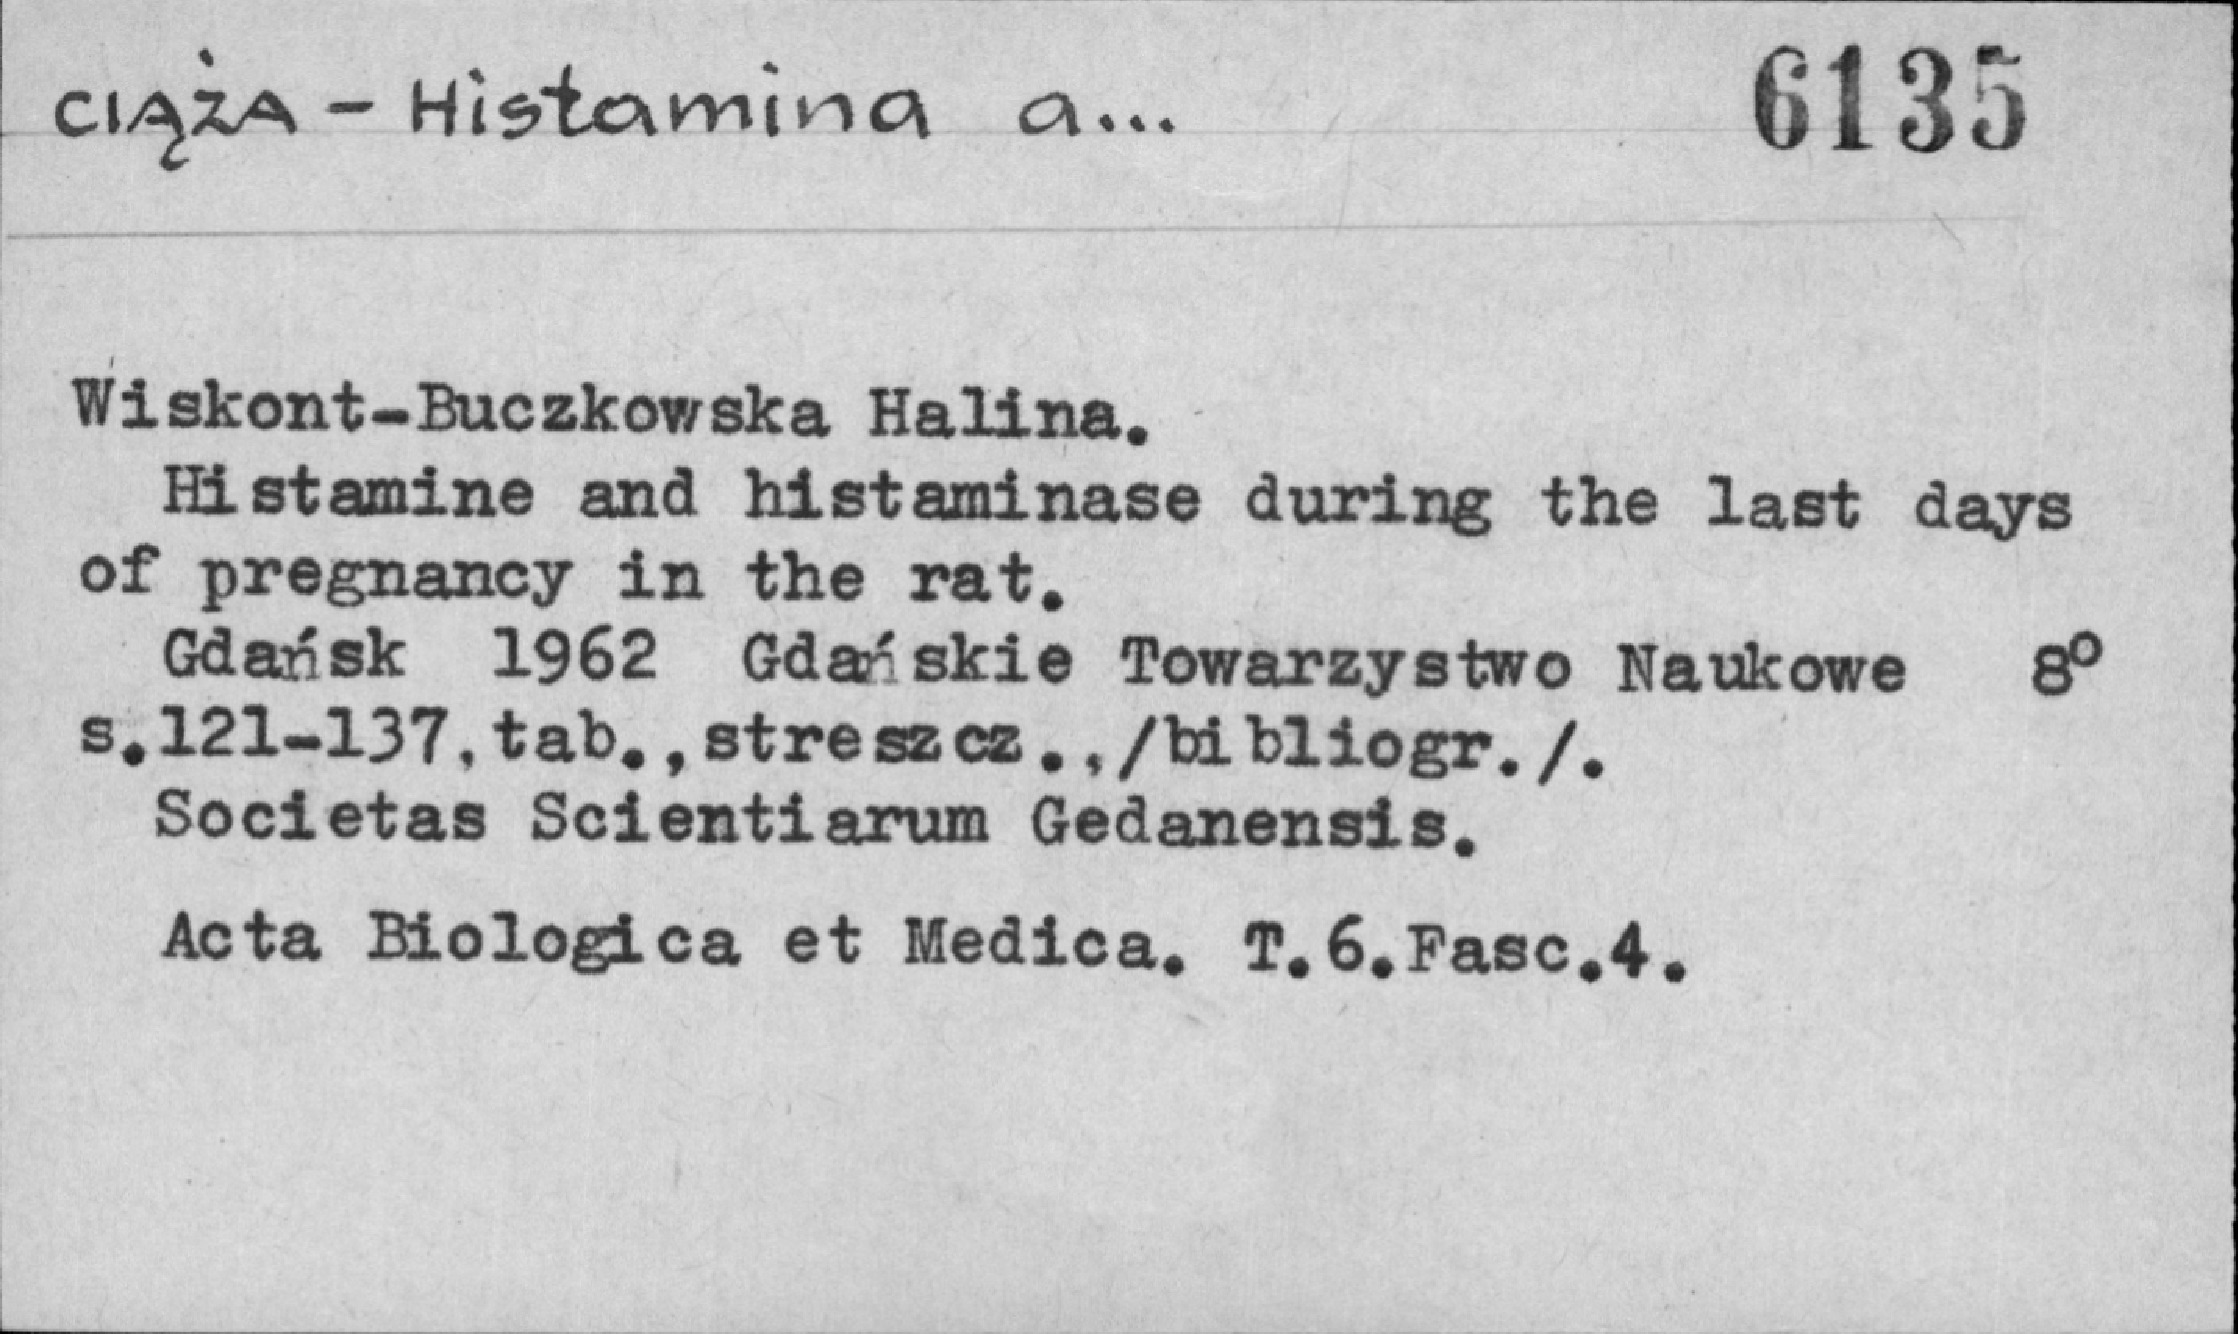 CIĄŻA - Histamina a... 6135
Wiskont-Buczkowska Halina.
Histamine and histaminase during the last days
of pregnancy in the rat.
Gdańsk 1962 Gdańskie Towarzystwo Naukowe 8°
s.121-137,tab.,streszcz.,/bibliogr./.
Societas Scientiarum Gedanensis.
Acta Biologica et Medica. T.6.Fasc.4.